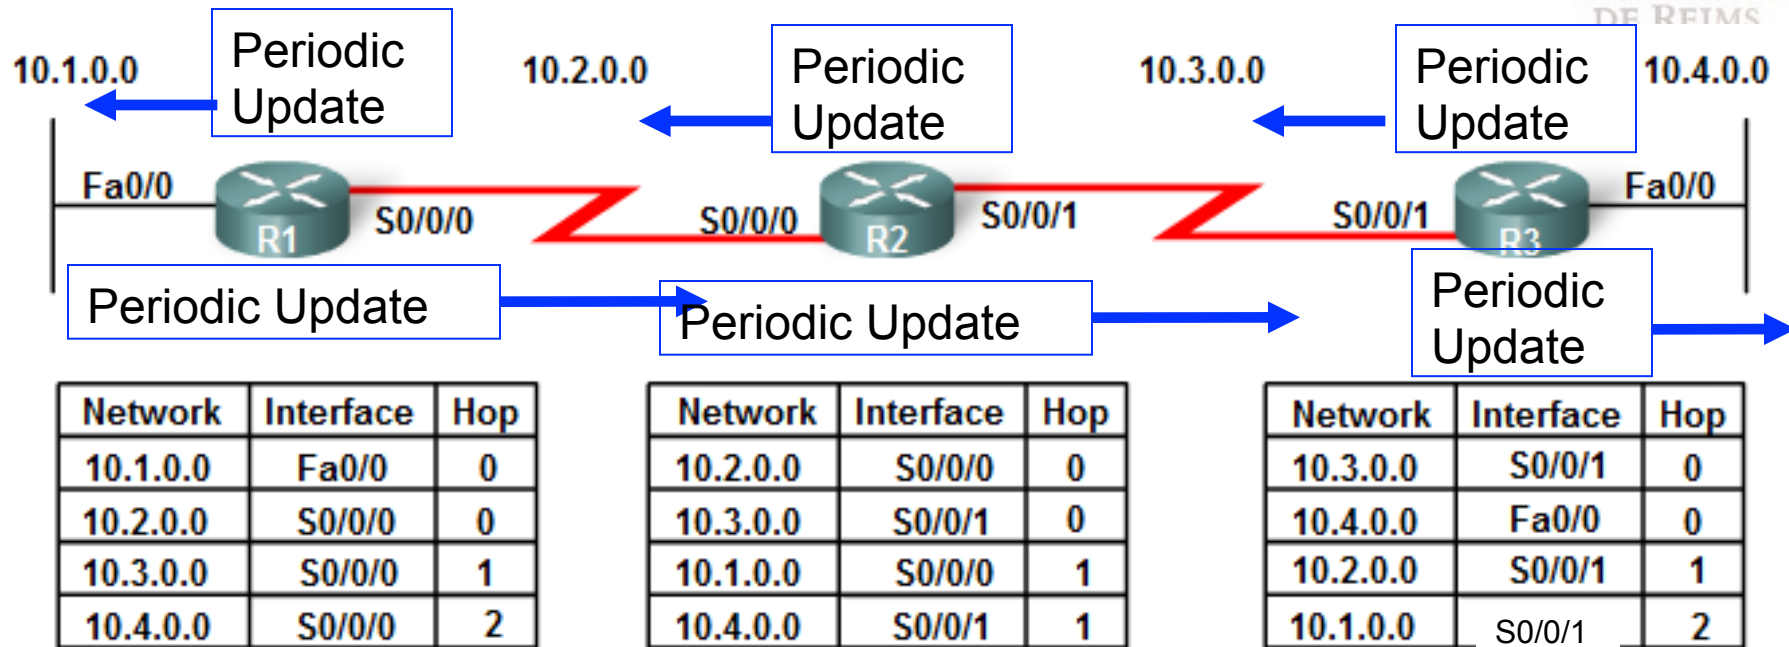 DE REIMS
10.1.0.0
Periodic
Update
10.2.0.0
Periodic
Update
10.3.0.0
Periodic
Update
10.4.0.0
Fa0/0
R1
S0/0/0
S0/0/0
R2
S0/0/1
S0/0/1
R3
Fa0/0
Periodic Update
Periodic Update
Periodic
Update
Network Interface Hop
10.1.0.0 Fa0/0 0
10.2.0.0 S0/0/0 0
10.3.0.0 S0/0/0 1
10.4.0.0 S0/0/0 2
Network Interface Hop
10.2.0.0 S0/0/0 0
10.3.0.0 S0/0/1 0
10.1.0.0 S0/0/0 1
10.4.0.0 S0/0/1 1
Network Interface Hop
10.3.0.0 S0/0/1 0
10.4.0.0 Fa0/0 0
10.2.0.0 S0/0/1 1
10.1.0.0 S0/0/1 2